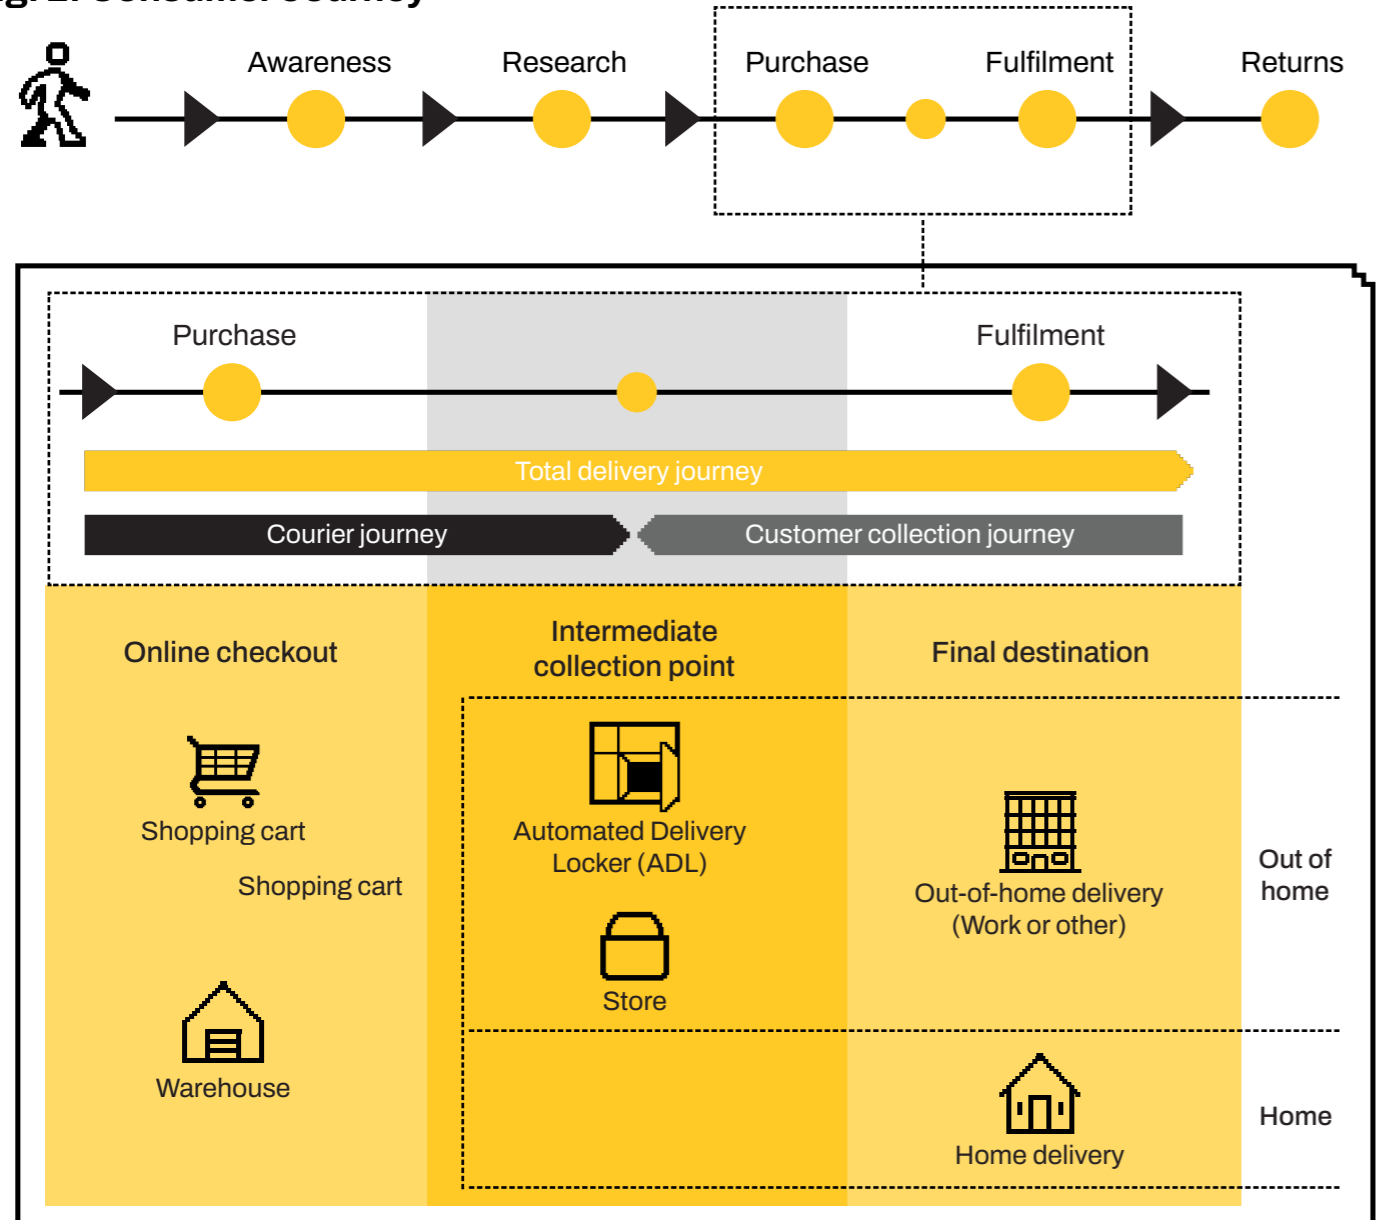 Consumer Journey
Awareness
Research
Purchase
Fulfilment
Returns
Purchase
Fulfilment
Total delivery journey
Courier journey
Customer collection journey
Online checkout
Intermediate
collection point
Final destination
Shopping cart
Shopping cart
Warehouse
Automated Delivery
Locker (ADL)
Store
Out-of-home delivery
(Work or other)
Home delivery
Out of
home
Home